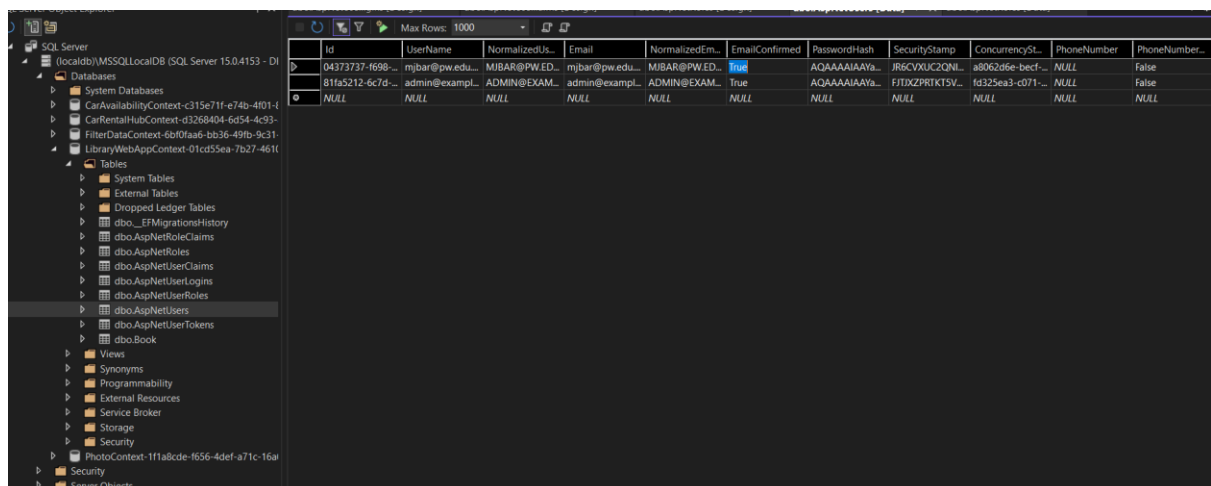 Max Rows: 1000
SQL Server
(localdb)\MSSQLLocalDB (SQL Server 15.0.4153 - DI
Databases
System Databases
CarAvailabilityContext-c315e71f-e74b-4f01-8
CarRentalHubContext-d3268404-6d54-4c93-
FilterDataContext-6bf0faa6-bb36-49fb-9c31-
LibraryWebAppContext-01cd55ea-7b27-4610
Tables
System Tables
External Tables
Dropped Ledger Tables
dbo.__EFMigrationsHistory
dbo.AspNetRoleClaims
dbo.AspNetRoles
dbo.AspNetUserClaims
dbo.AspNetUserLogins
dbo.AspNetUserRoles
dbo.AspNetUsers
dbo.AspNetUserTokens
dbo.Book
Views
Synonyms
Programmability
External Resources
Service Broker
Storage
Security
PhotoContext-1f1a8cde-f656-4def-a71c-16a
Security
Server Objects
Id UserName NormalizedUs... Email NormalizedEm... EmailConfirmed PasswordHash SecurityStamp ConcurrencySt... PhoneNumber PhoneNumber...
04373737-f698-... mjbar@pw.edu... MJBAR@PW.ED... mjbar@pw.edu... MJBAR@PW.ED... True AQAAAAIAAYa... JR6CVXUC2QNI... a8062d6e-becf-... NULL False
81fa5212-6c7d-... admin@exampl... ADMIN@EXAM... admin@exampl... ADMIN@EXAM... True AQAAAAIAAYa... FJTJXZPRTKT5V... fd325ea3-c071-... NULL False
NULL NULL NULL NULL NULL NULL NULL NULL NULL NULL NULL